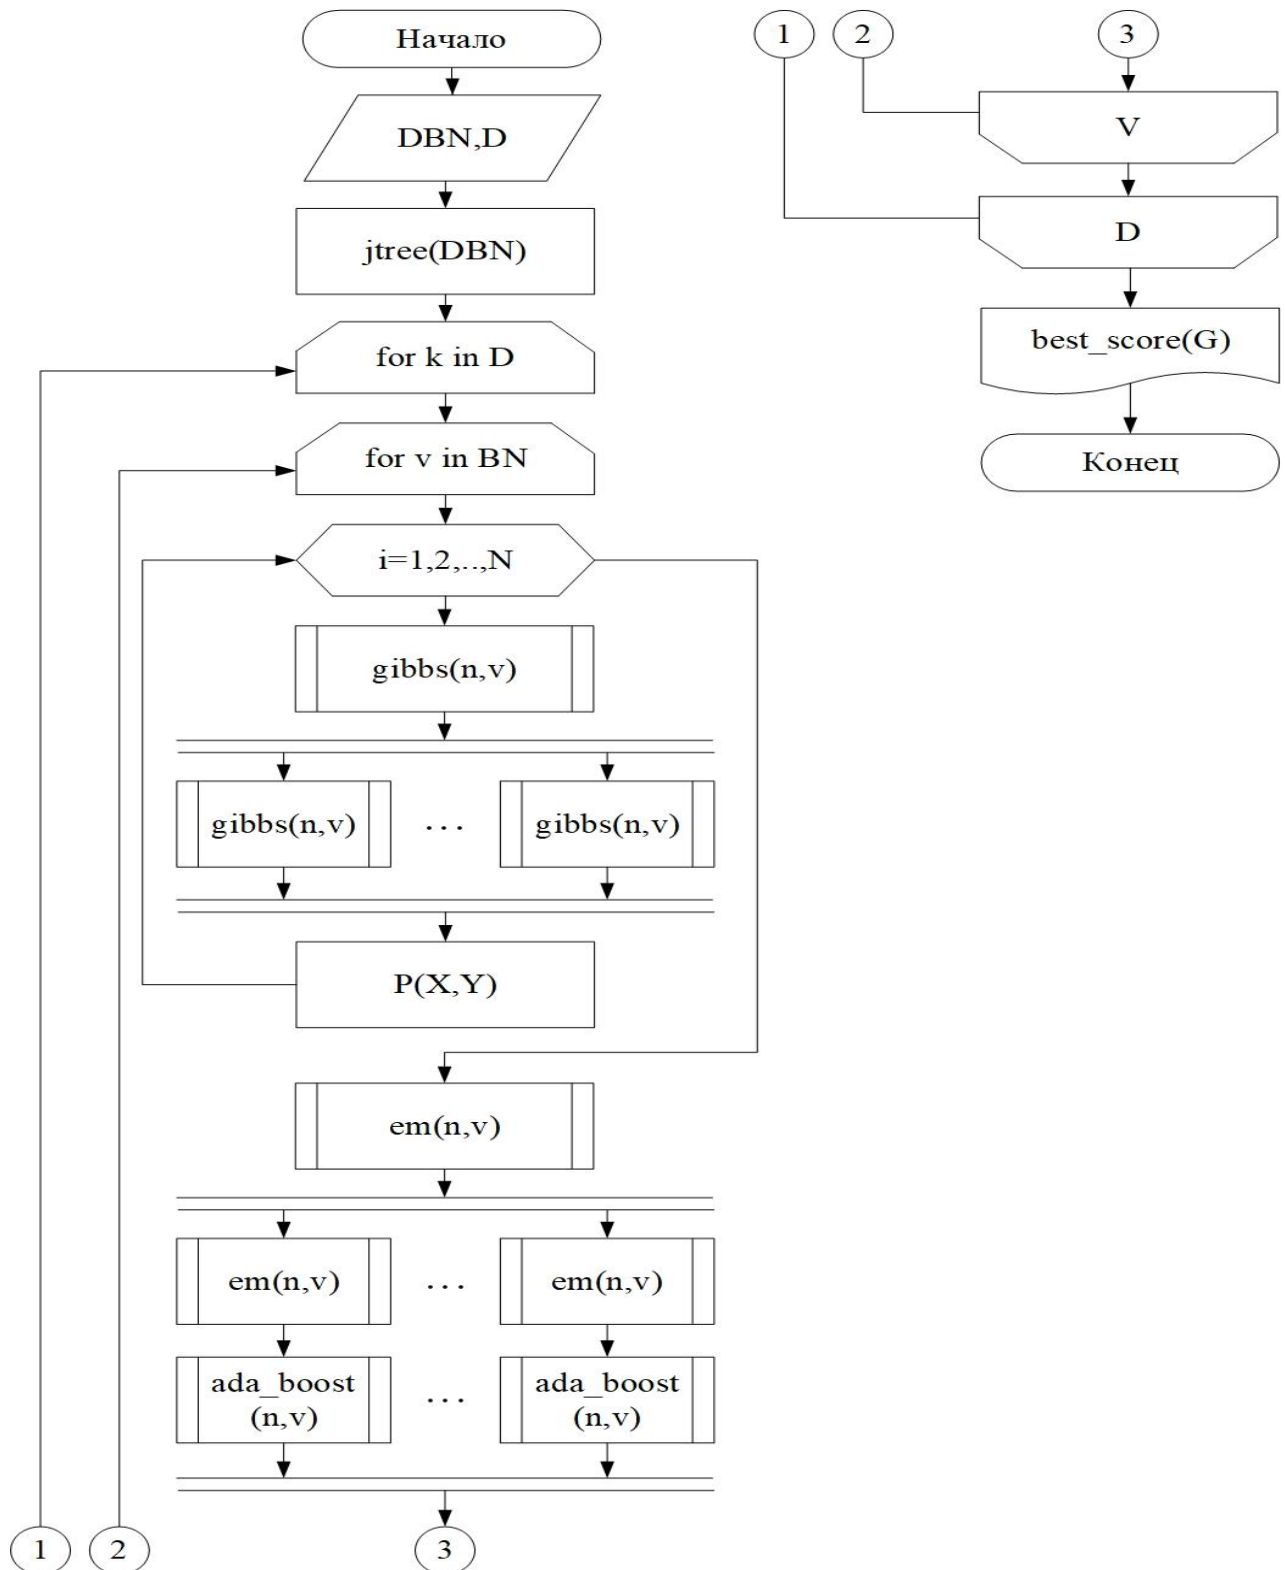 Начало
DBN,D
jtree(DBN)
for k in D
for v in BN
i=1,2,..,N
gibbs(n,v)
gibbs(n,v) ... gibbs(n,v)
P(X,Y)
em(n,v)
em(n,v) ... em(n,v)
ada_boost ... ada_boost
(n,v) (n,v)
1 2 3
1 2 3
V
D
best_score(G)
Конец